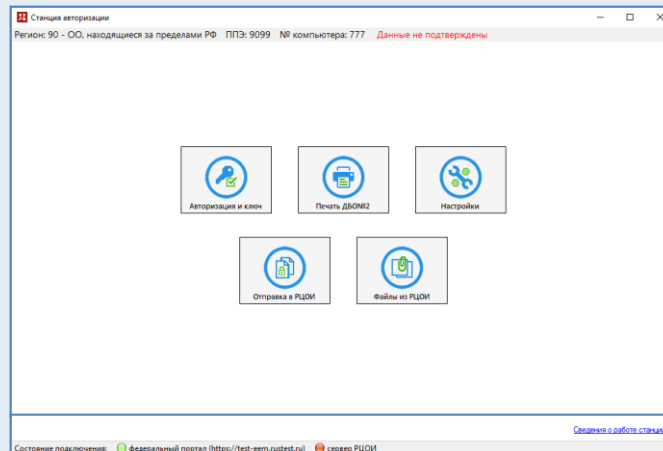 Станция авторизации
Регион: 90 - ОО, находящиеся за пределами РФ ППЭ: 9099 № компьютера: 777 Данные не подтверждены
Авторизация и ключ Печать ДБО№2 Настройки
Отправка в РЦОИ Файлы из РЦОИ
Сведения о работе станции
Состояние подключения: федеральный портал (https://test-eem.rustest.ru) сервер РЦОИ